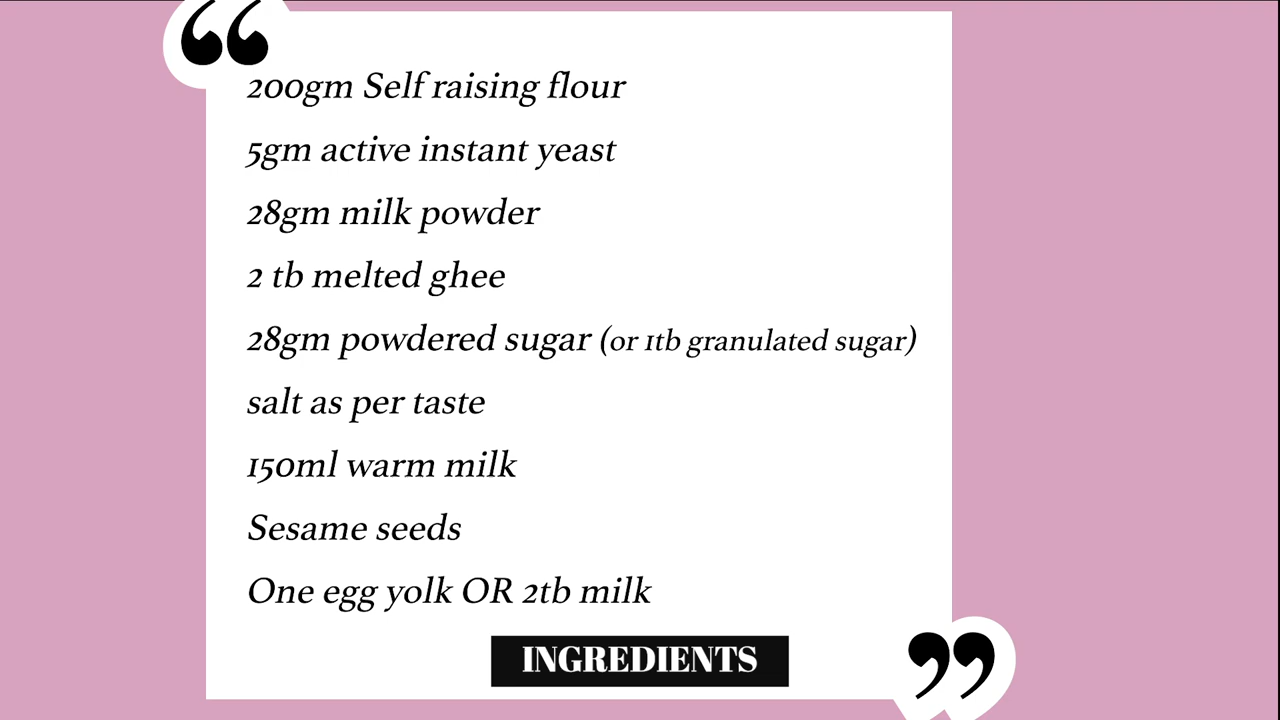 200gm Self raising flour
5gm active instant yeast
28gm milk powder
2 tb melted ghee
28gm powdered sugar (or 1tb granulated sugar)
salt as per taste
150ml warm milk
Sesame seeds
One egg yolk OR 2tb milk
INGREDIENTS